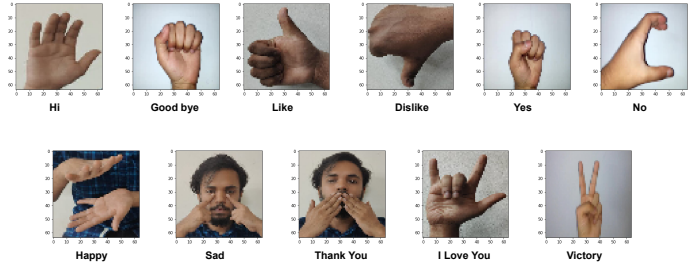 Hi
Good bye
Like
Dislike
Yes
No
Happy
Sad
Thank You
I Love You
Victory